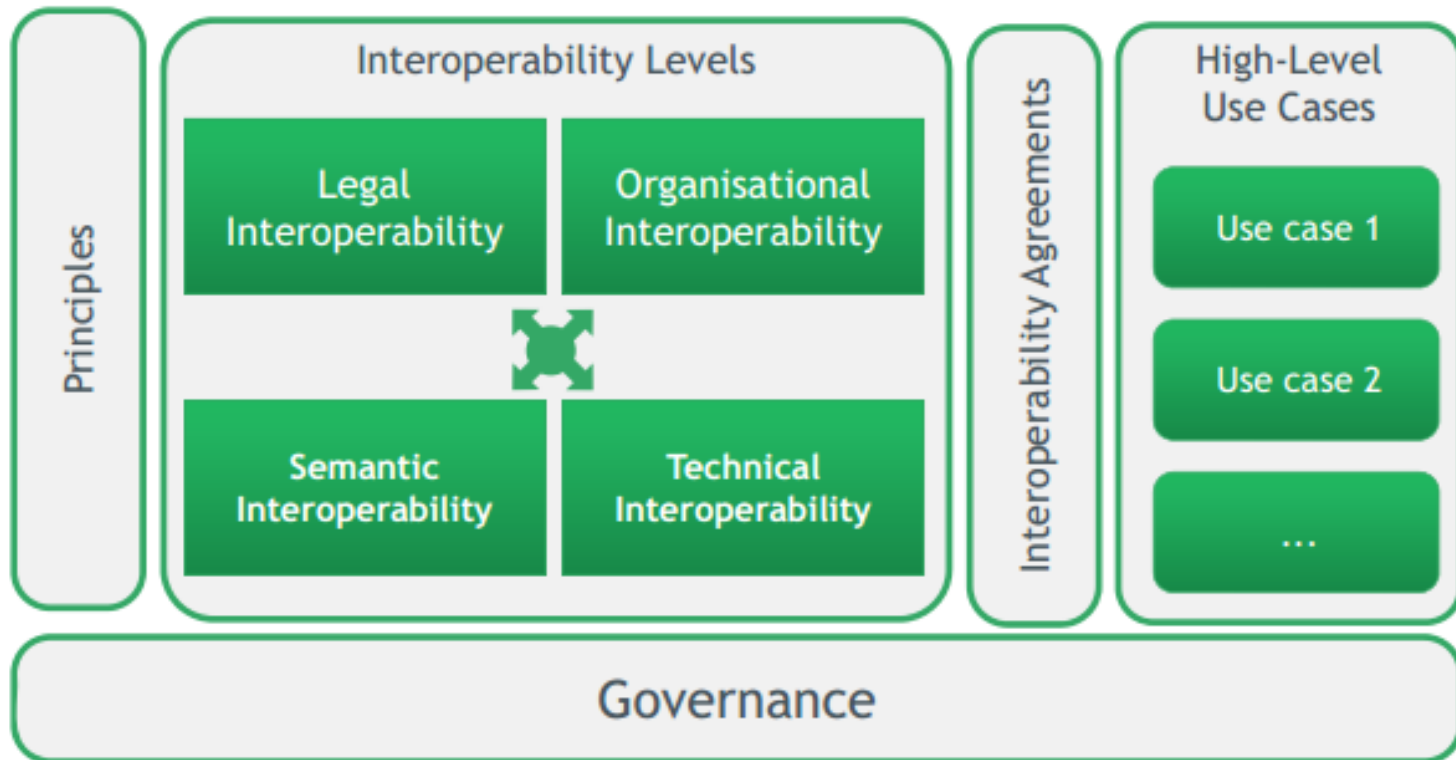 Principles
Interoperability Levels
Legal
Interoperability
Organisational
Interoperability
Semantic
Interoperability
Technical
Interoperability
Interoperability Agreements
High-Level
Use Cases
Use case 1
Use case 2
...
Governance